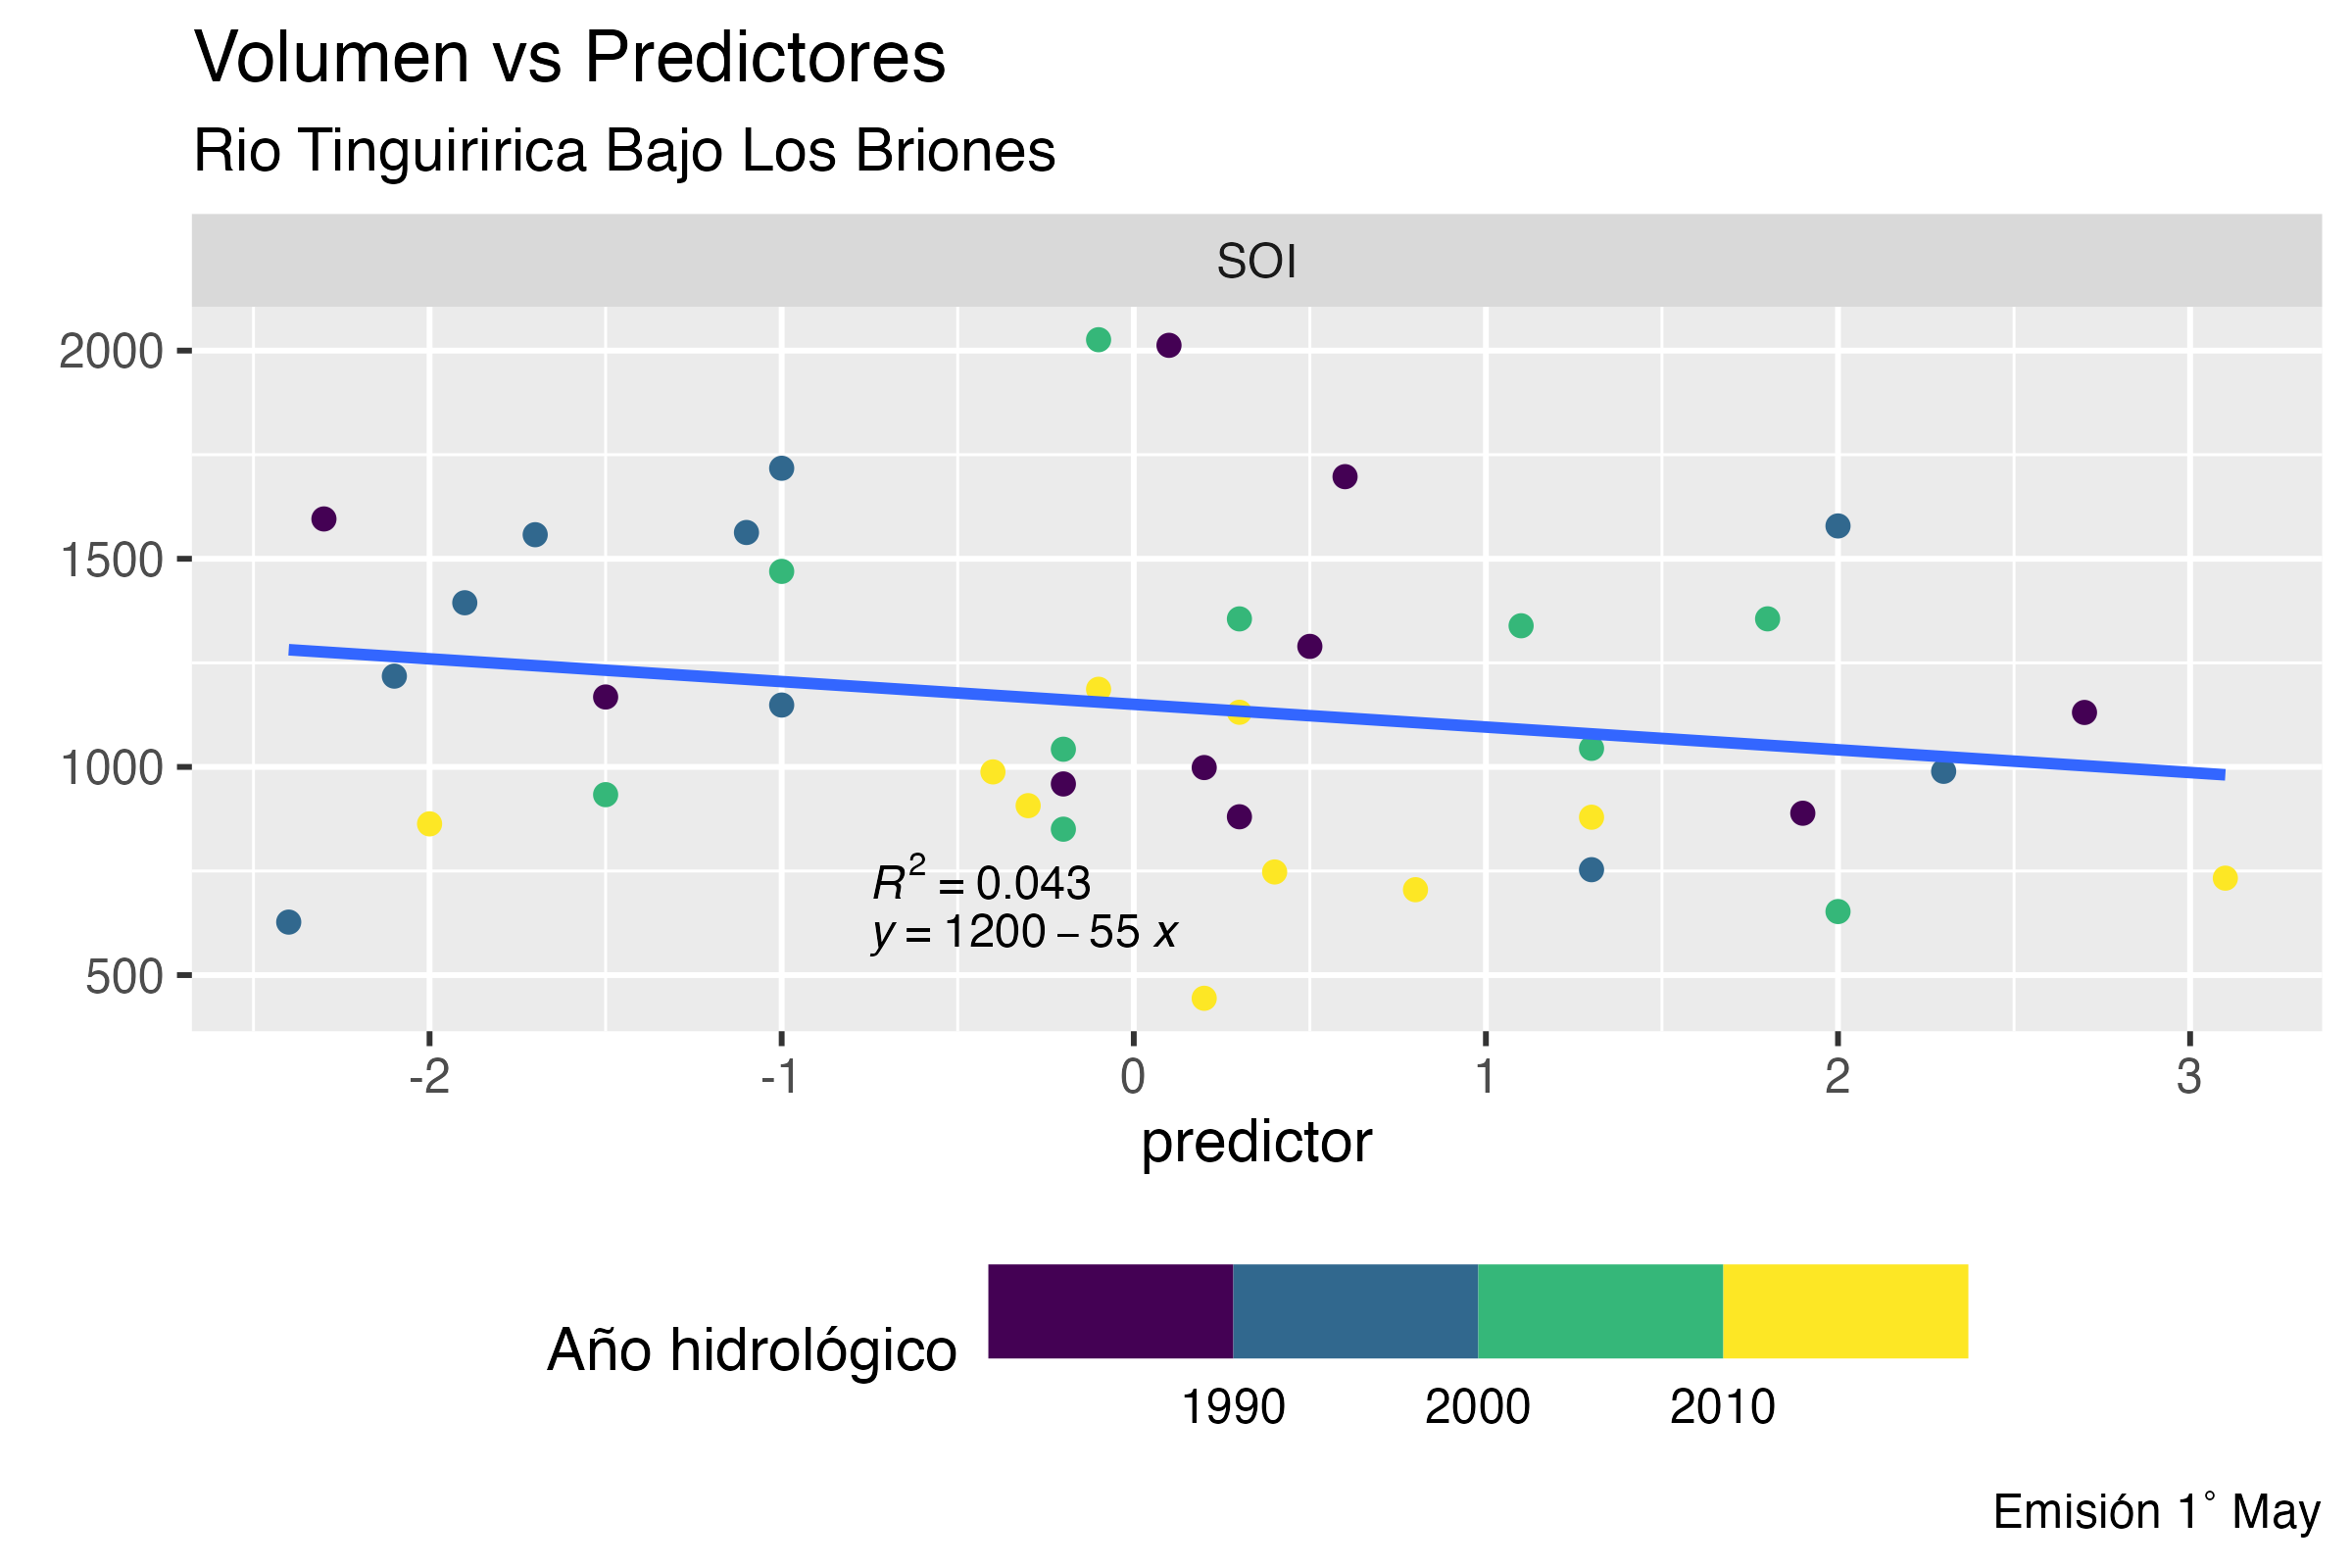 Volumen vs Predictores
Rio Tinguiririca Bajo Los Briones
SOI
2000
1500
1000
500
R² = 0.043
y = 1200 − 55 x
-2 -1 0 1 2 3
predictor
Año hidrológico
1990 2000 2010
Emisión 1° May